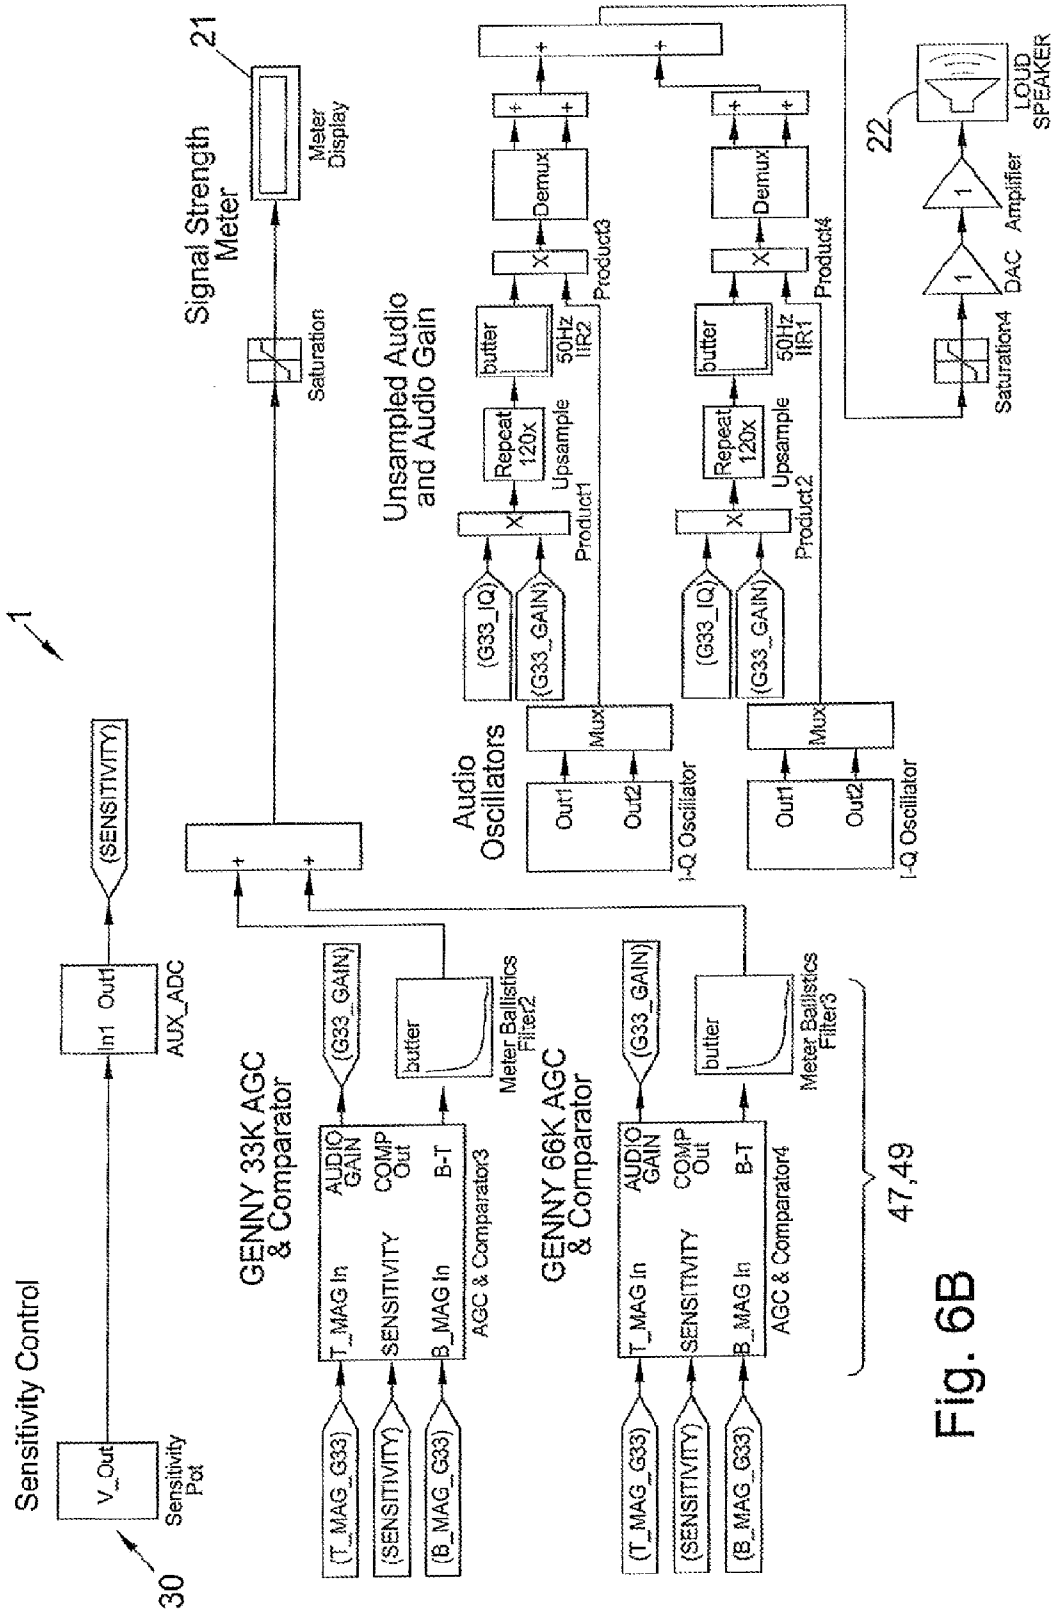 1
Sensitivity Control
V_Out
Sensitivity
Pot
30
In1 Out1
AUX_ADC
(SENSITIVITY)
Signal Strength
Meter
Saturation
Meter
Display
21
+
+
GENNY 33K AGC
& Comparator
(T_MAG_G33)
(SENSITIVITY)
(B_MAG_G33)
T_MAG In
SENSITIVITY
B_MAG In
AUDIO
GAIN
COMP
Out
B-T
AGC & Comparator3
(G33_GAIN)
butter
Meter Ballistics
Filter2
GENNY 66K AGC
& Comparator
(T_MAG_G33)
(SENSITIVITY)
(B_MAG_G33)
T_MAG In
SENSITIVITY
B_MAG In
AUDIO
GAIN
COMP
Out
B-T
AGC & Comparator4
(G33_GAIN)
butter
Meter Ballistics
Filter3
47,49
Audio
Oscillators
Out1
Out2
Mux
I-Q Oscillator
Out1
Out2
Mux
I-Q Oscillator
Unsampled Audio
and Audio Gain
(G33_IQ)
(G33_GAIN)
X
Product1
Repeat
120x
Upsample
butter
50Hz
IIR2
X
Product3
Demux
+
+
+
+
(G33_IQ)
(G33_GAIN)
X
Product2
Repeat
120x
Upsample
butter
50Hz
IIR1
X
Product4
Demux
+
+
Saturation4
1
DAC
1
Amplifier
22
LOUD
SPEAKER
Fig. 6B